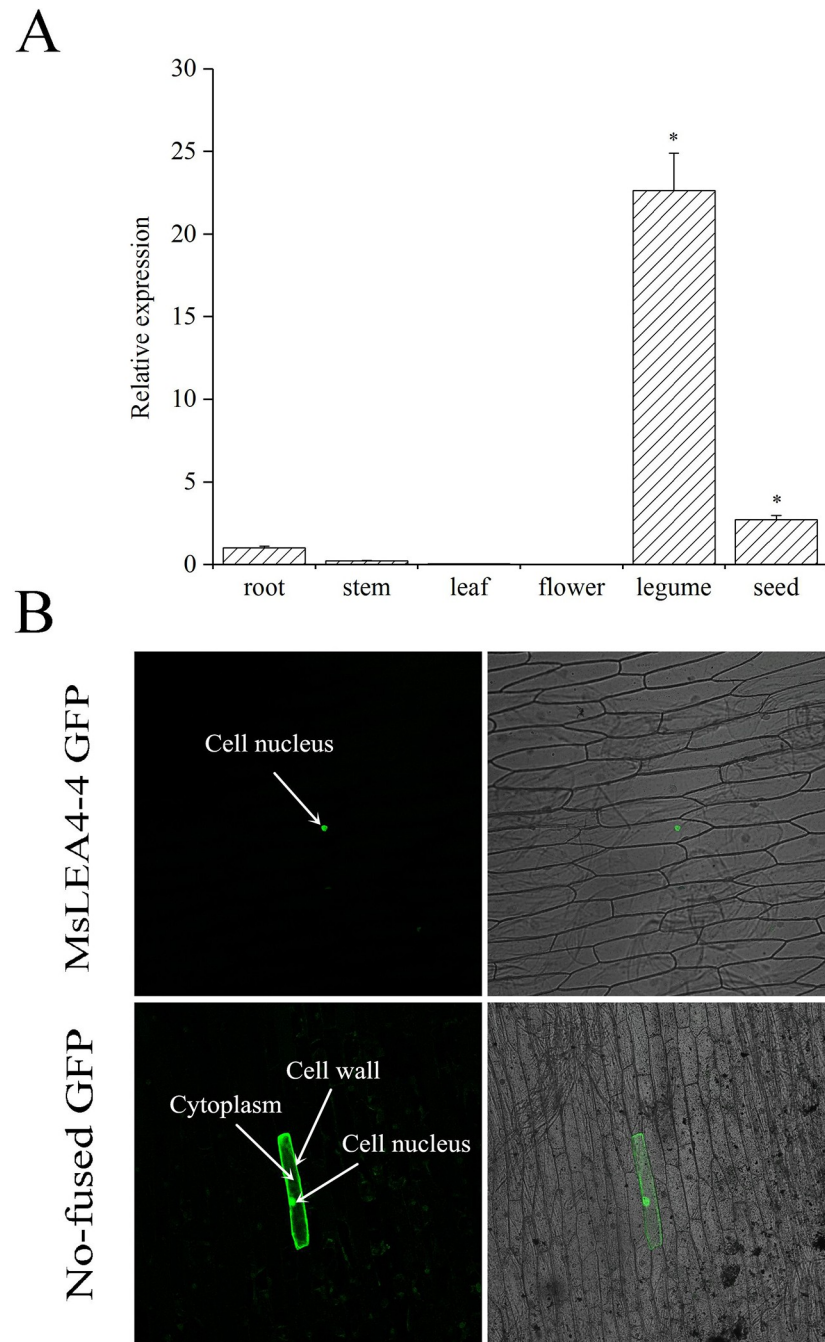 A
30
25
20
15
10
5
0
Relative expression
*
*
root stem leaf flower legume seed
B
MsLEA4-4 GFP
Cell nucleus
No-fused GFP
Cell wall
Cytoplasm
Cell nucleus